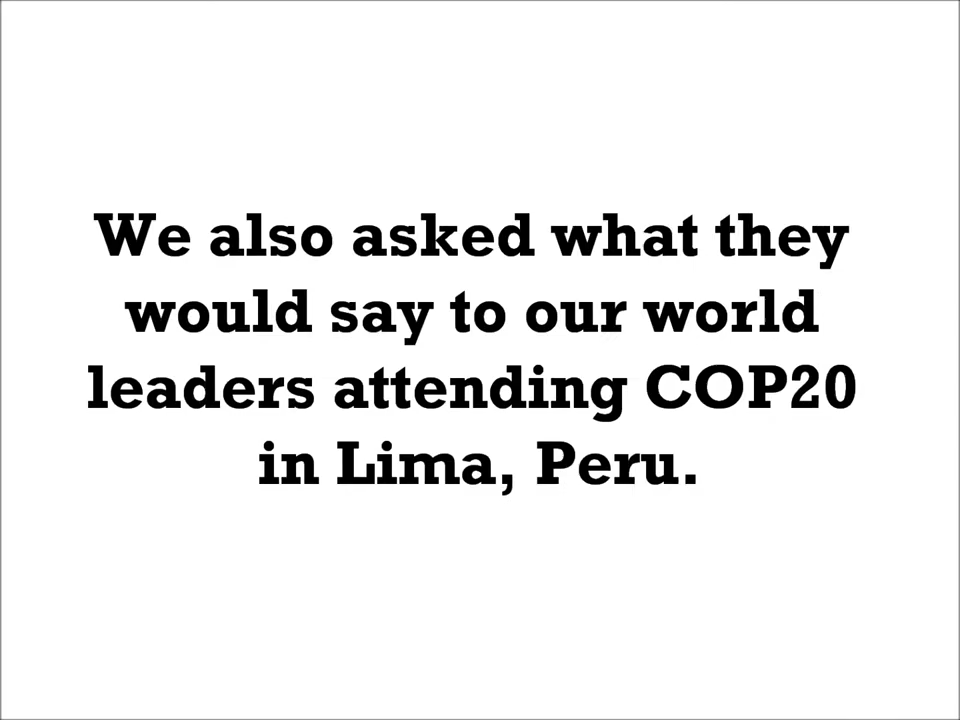 We also asked what they
would say to our world
leaders attending COP20
in Lima, Peru.